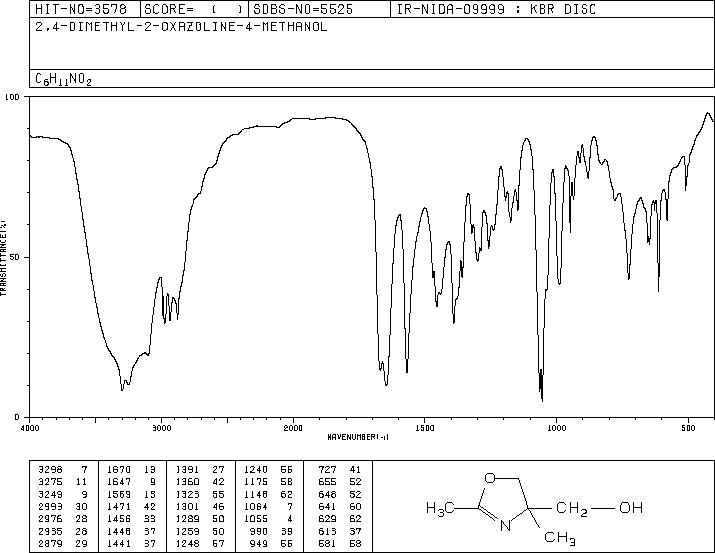 HIT-NO=3578 SCORE= ( ) SDBS-NO=5525 IR-NIDA-09999 : KBR DISC
2,4-DIMETHYL-2-OXAZOLINE-4-METHANOL
C6H11NO2
100
TRANSMITTANCE(%)
50
0
4000 3000 2000 1500 1000 500
WAVENUMBER(-1)
3298 7 1670 13 1391 27 1240 55 727 41
3275 11 1647 9 1360 42 1175 58 655 52
3249 9 1569 13 1323 55 1148 62 648 52
2993 30 1471 42 1301 46 1064 7 641 60
2976 28 1456 33 1289 50 1055 4 629 62
2935 28 1448 37 1259 50 990 39 613 37
2879 29 1441 37 1248 57 949 55 581 58
O
H3C
N
CH3
CH2
OH